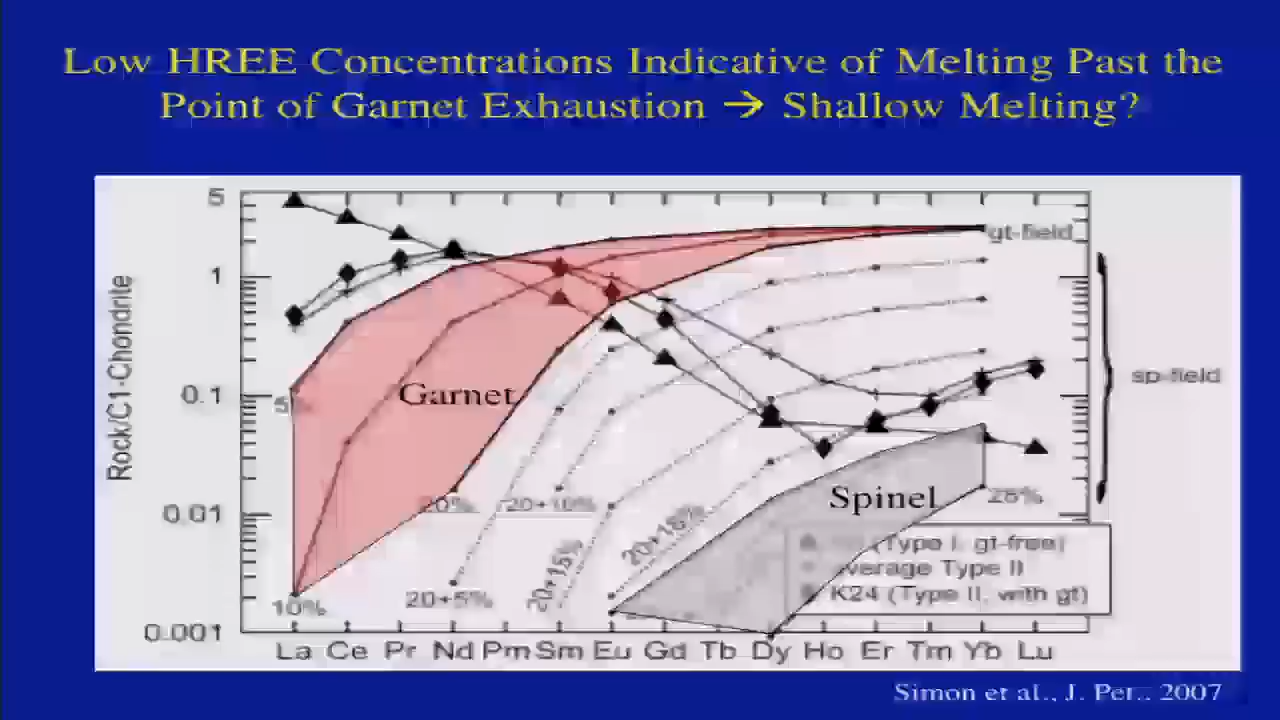 Low HREE Concentrations Indicative of Melting Past the
Point of Garnet Exhaustion → Shallow Melting?
5
1
0.1
0.01
0.001
Rock/C1-Chondrite
gt-field
sp-field
Garnet
Spinel
20%
20+10%
28%
10%
20+5%
20+15%
20+18%
(Type I, gt-free)
average Type II
K24 (Type II, with gt)
La Ce Pr Nd Pm Sm Eu Gd Tb Dy Ho Er Tm Yb Lu
Simon et al., J. Pet., 2007